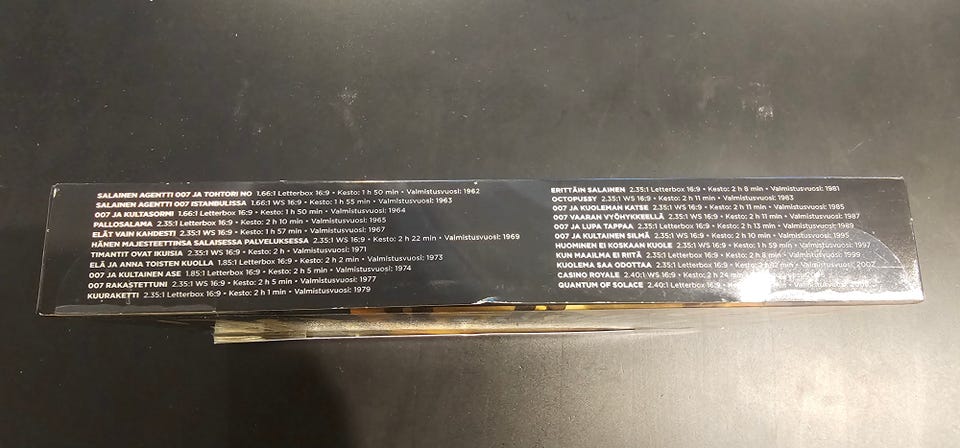 SALAINEN AGENTTI 007 JA TOHTORI NO 1.66:1 Letterbox 16:9 • Kesto: 1 h 50 min • Valmistusvuosi: 1962
SALAINEN AGENTTI 007 ISTANBULISSA 1.66:1 WS 16:9 • Kesto: 1 h 55 min • Valmistusvuosi: 1963
007 JA KULTASORMI 1.66:1 Letterbox 16:9 • Kesto: 1 h 50 min • Valmistusvuosi: 1964
PALLOSALAMA 2.35:1 Letterbox 16:9 • Kesto: 2 h 10 min • Valmistusvuosi: 1965
ELÄT VAIN KAHDESTI 2.35:1 WS 16:9 • Kesto: 1 h 57 min • Valmistusvuosi: 1967
HÄNEN MAJESTEETTINSA SALAISESSA PALVELUKSESSA 2.35:1 WS 16:9 • Kesto: 2 h 22 min • Valmistusvuosi: 1969
TIMANTIT OVAT IKUISIA 2.35:1 WS 16:9 • Kesto: 2 h • Valmistusvuosi: 1971
ELÄ JA ANNA TOISTEN KUOLLA 1.85:1 Letterbox 16:9 • Kesto: 2 h 2 min • Valmistusvuosi: 1973
007 JA KULTAINEN ASE 1.85:1 Letterbox 16:9 • Kesto: 2 h 5 min • Valmistusvuosi: 1974
007 RAKASTETTUNI 2.35:1 WS 16:9 • Kesto: 2 h 5 min • Valmistusvuosi: 1977
KUURAKETTI 2.35:1 Letterbox 16:9 • Kesto: 2 h 1 min • Valmistusvuosi: 1979
ERITTÄIN SALAINEN 2.35:1 Letterbox 16:9 • Kesto: 2 h 8 min • Valmistusvuosi: 1981
OCTOPUSSY 2.35:1 WS 16:9 • Kesto: 2 h 11 min • Valmistusvuosi: 1983
007 JA KUOLEMAN KATSE 2.35:1 WS 16:9 • Kesto: 2 h 11 min • Valmistusvuosi: 1985
007 VAARAN VYÖHYKKEELLÄ 2.35:1 WS 16:9 • Kesto: 2 h 11 min • Valmistusvuosi: 1987
007 JA LUPA TAPPAA 2.35:1 Letterbox 16:9 • Kesto: 2 h 13 min • Valmistusvuosi: 1989
007 JA KULTAINEN SILMÄ 2.35:1 WS 16:9 • Kesto: 2 h 10 min • Valmistusvuosi: 1995
HUOMINEN EI KOSKAAN KUOLE 2.35:1 WS 16:9 • Kesto: 1 h 59 min • Valmistusvuosi: 1997
KUN MAAILMA EI RIITÄ 2.35:1 Letterbox 16:9 • Kesto: 2 h 8 min • Valmistusvuosi: 1999
KUOLEMA SAA ODOTTAA 2.35:1 Letterbox 16:9 • Kesto: 2 h min • Valmistusvuosi: 2002
CASINO ROYALE 2.40:1 WS 16:9 • Kesto: 2 h 24 min
QUANTUM OF SOLACE 2.40:1 Letterbox 16:9 • Kesto: